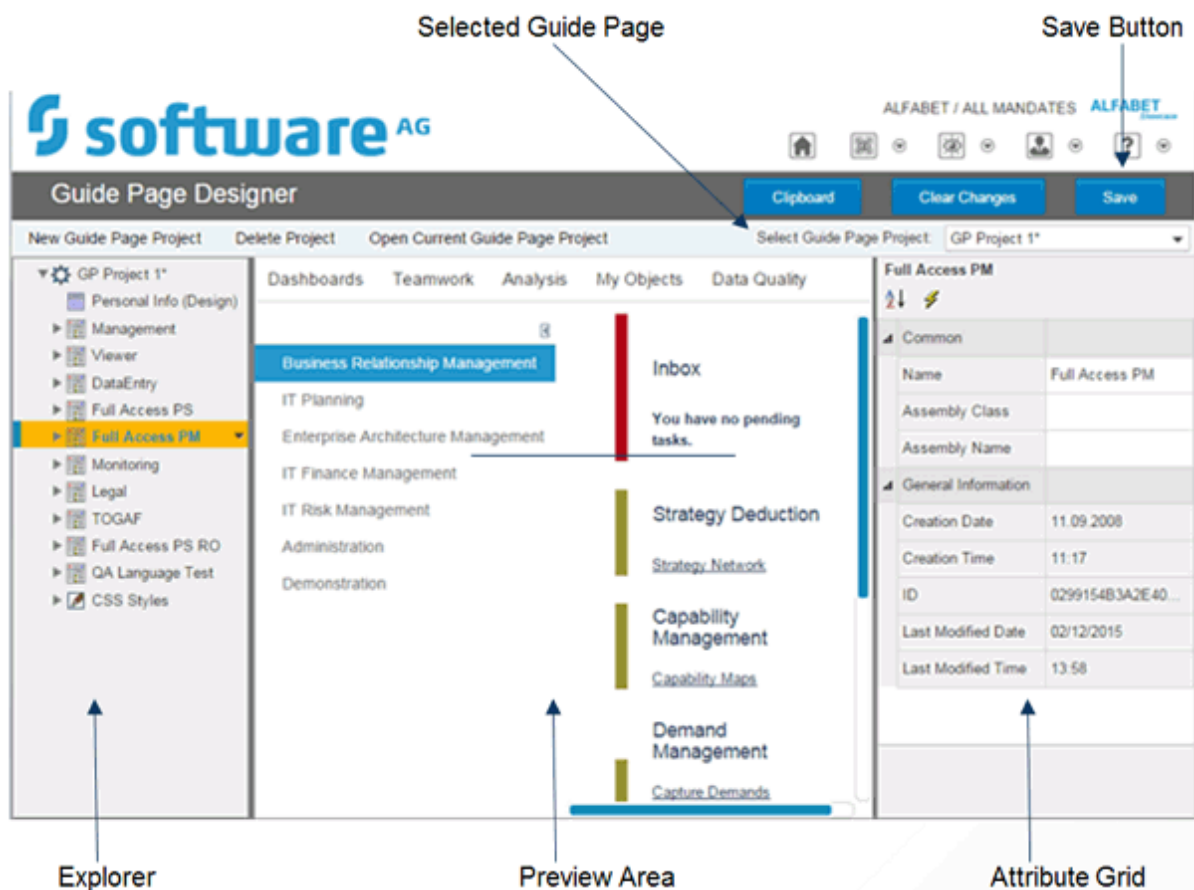 Selected Guide Page
Save Button
software AG
ALFABET / ALL MANDATES
ALFABET
?
Guide Page Designer
Clipboard
Clear Changes
Save
New Guide Page Project
Delete Project
Open Current Guide Page Project
Select Guide Page Project:
GP Project 1*
GP Project 1*
Personal Info (Design)
Management
Viewer
DataEntry
Full Access PS
Full Access PM
Monitoring
Legal
TOGAF
Full Access PS RO
QA Language Test
CSS Styles
Dashboards
Teamwork
Analysis
My Objects
Data Quality
Business Relationship Management
IT Planning
Enterprise Architecture Management
IT Finance Management
IT Risk Management
Administration
Demonstration
Inbox
You have no pending
tasks.
Strategy Deduction
Strategy Network
Capability
Management
Capability Maps
Demand
Management
Capture Demands
Full Access PM
Common
Name Full Access PM
Assembly Class
Assembly Name
General Information
Creation Date 11.09.2008
Creation Time 11:17
ID 0299154B3A2E40...
Last Modified Date 02/12/2015
Last Modified Time 13:58
Explorer
Preview Area
Attribute Grid